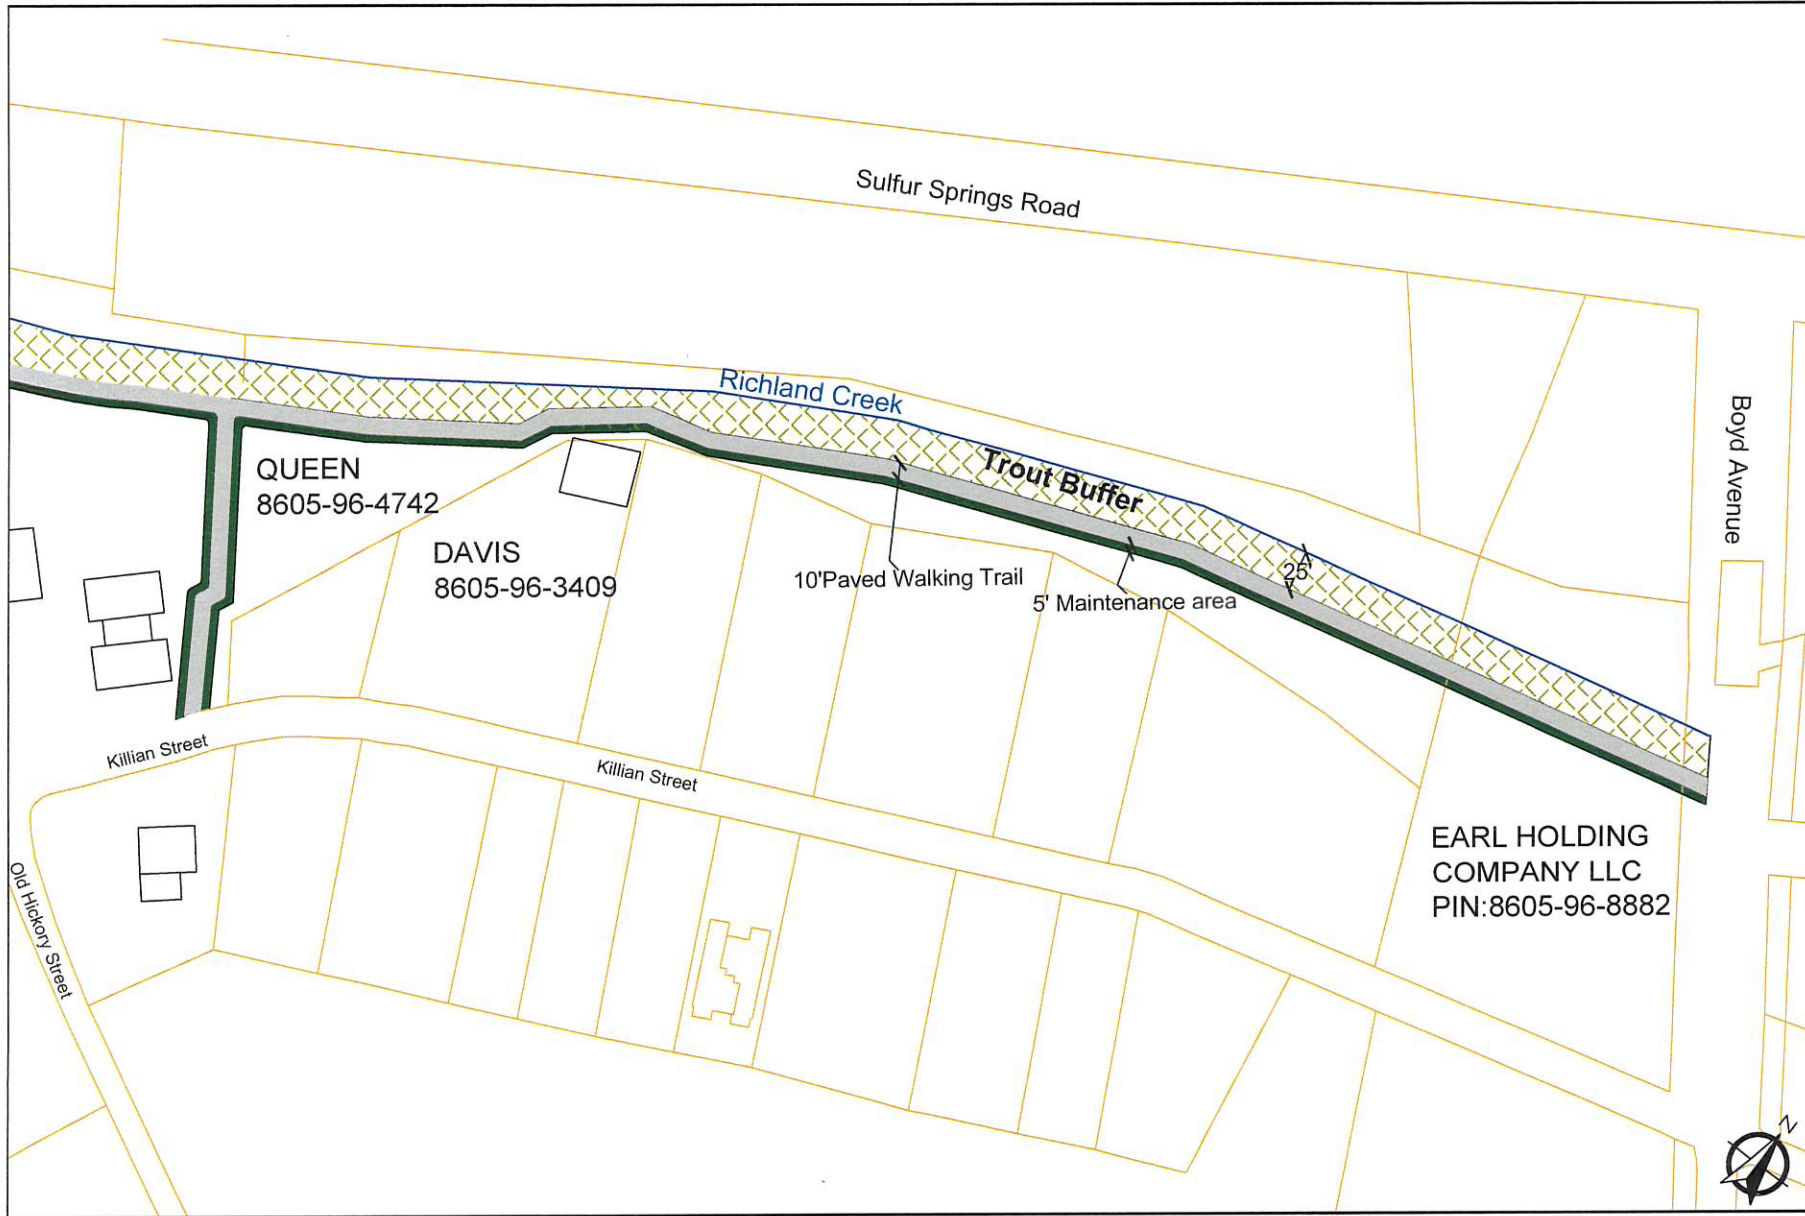 Sulfur Springs Road
Richland Creek
Boyd Avenue
Trout Buffer
QUEEN
8605-96-4742
DAVIS
8605-96-3409
10'Paved Walking Trail
5' Maintenance area
25'
Killian Street
Killian Street
EARL HOLDING
COMPANY LLC
PIN:8605-96-8882
Old Hickory Street
N